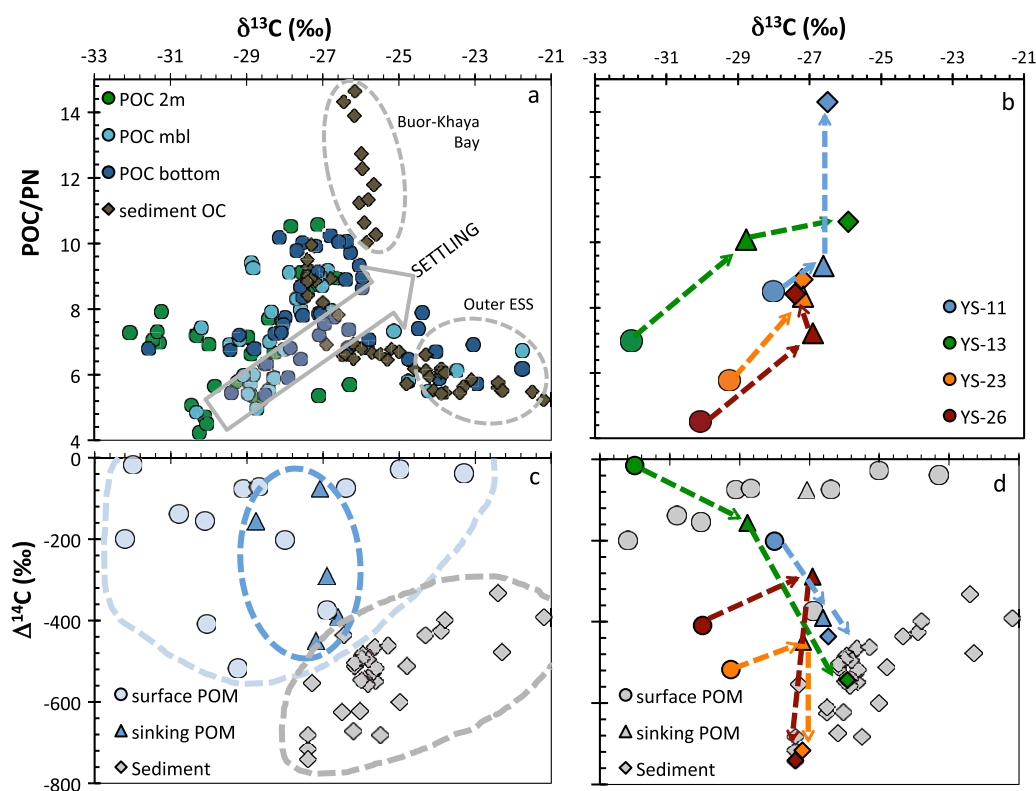 δ¹³C (‰)
-33 -31 -29 -27 -25 -23 -21
POC/PN
14
12
10
8
6
4
a
POC 2m
POC mbl
POC bottom
sediment OC
Buor-Khaya
Bay
SETTLING
Outer ESS
δ¹³C (‰)
-33 -31 -29 -27 -25 -23 -21
b
YS-11
YS-13
YS-23
YS-26
Δ¹⁴C (‰)
0
-200
-400
-600
-800
c
surface POM
sinking POM
Sediment
d
surface POM
sinking POM
Sediment